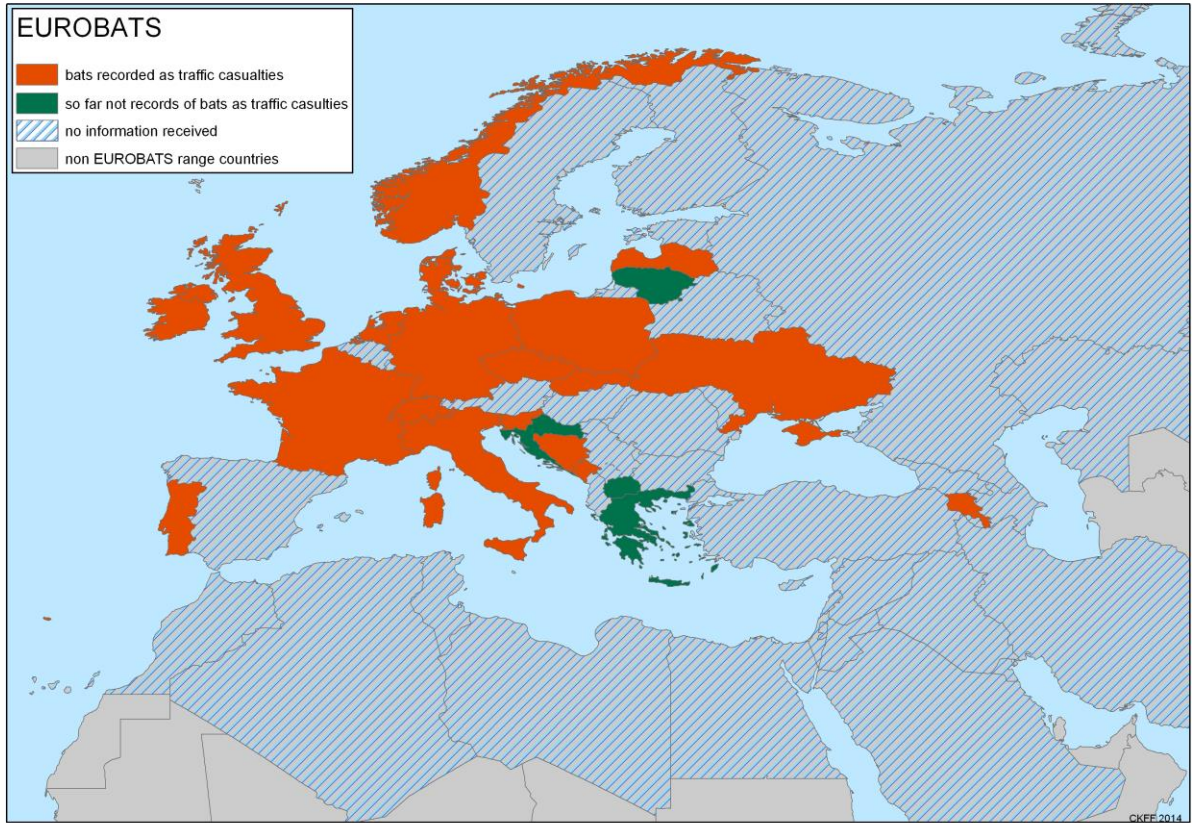 EUROBATS
bats recorded as traffic casualties
so far not records of bats as traffic casulties
no information received
non EUROBATS range countries
CKFF 2014